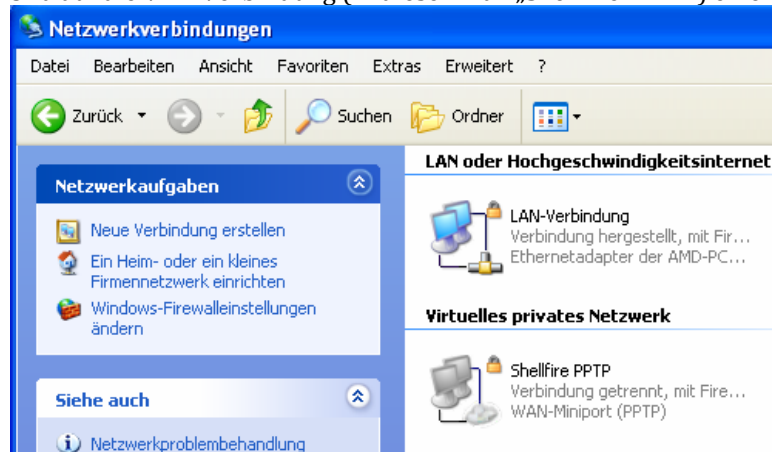 Netzwerkverbindungen
Datei Bearbeiten Ansicht Favoriten Extras Erweitert ?
Zurück Suchen Ordner
Netzwerkaufgaben
Neue Verbindung erstellen
Ein Heim- oder ein kleines
Firmennetzwerk einrichten
Windows-Firewalleinstellungen
ändern
Siehe auch
Netzwerkproblembehandlung
LAN oder Hochgeschwindigkeitsinternet
LAN-Verbindung
Verbindung hergestellt, mit Fir...
Ethernetadapter der AMD-PC...
Virtuelles privates Netzwerk
Shellfire PPTP
Verbindung getrennt, mit Fire...
WAN-Miniport (PPTP)